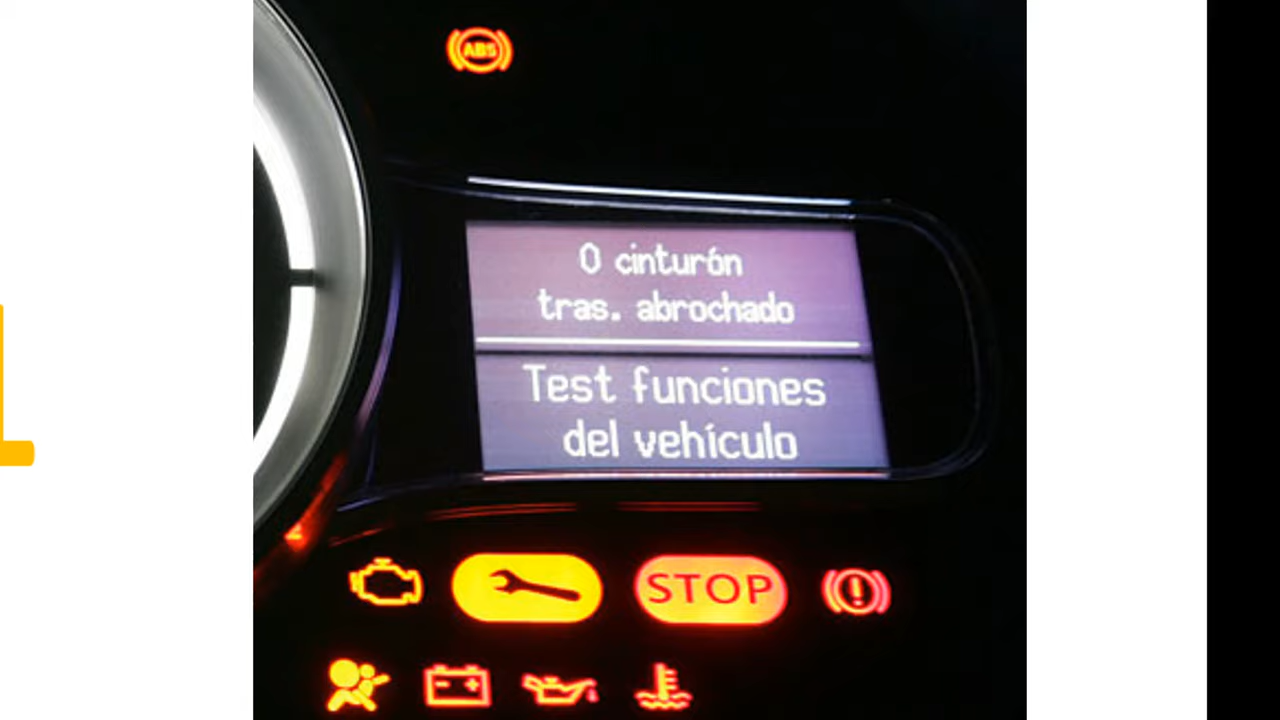 ABS
0 cinturón
tras. abrochado
Test funciones
del vehículo
STOP